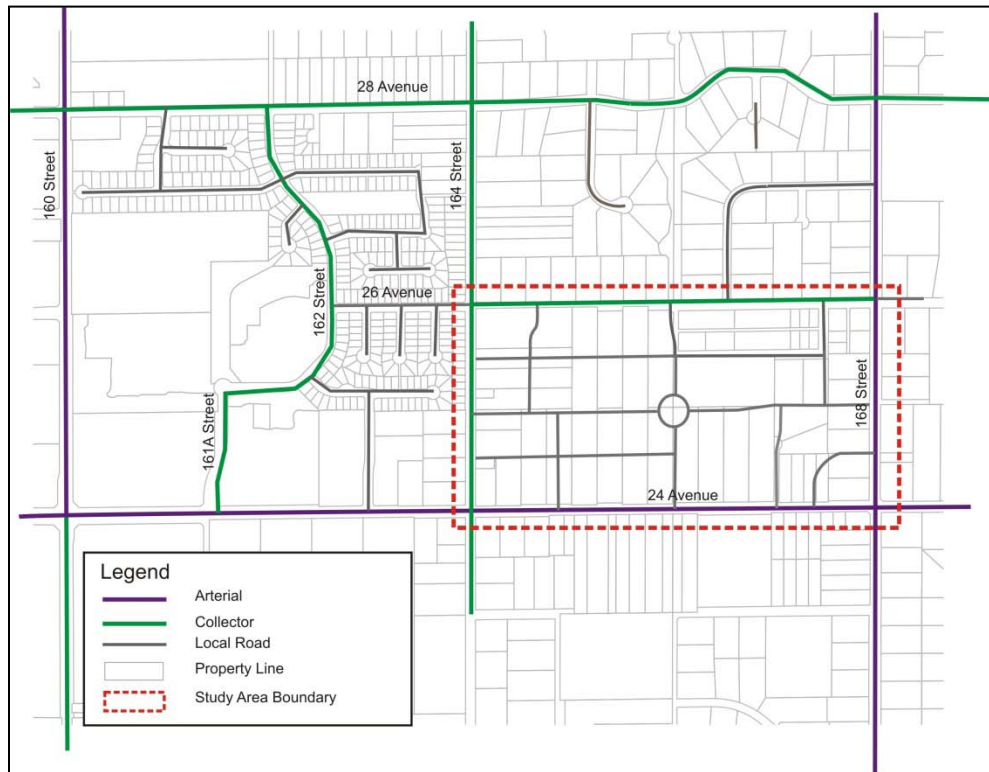 28 Avenue
160 Street
164 Street
162 Street
26 Avenue
161A Street
168 Street
24 Avenue
Legend
Arterial
Collector
Local Road
Property Line
Study Area Boundary